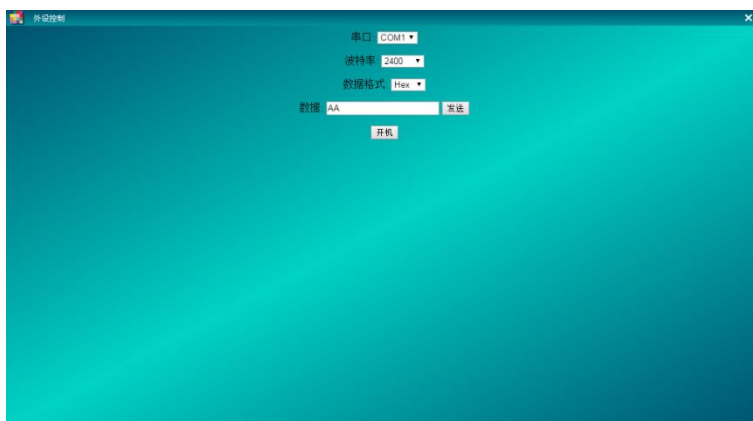 外设控制
串口 COM1
波特率 2400
数据格式 Hex
数据 AA 发送
开机